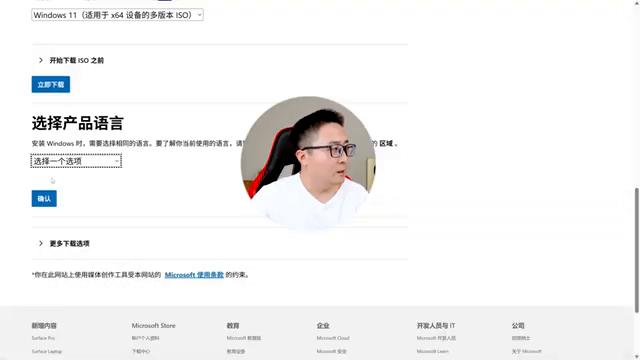 Windows 11（适用于 x64 设备的多版本 ISO）
开始下载 ISO 之前
立即下载
选择产品语言
安装 Windows 时，需要选择相同的语言。要了解你当前使用的语言，请 的 区域 。
选择一个选项
确认
更多下载选项
*你在此网站上使用媒体创作工具受本网站的 Microsoft 使用条款 的约束。
新增内容 Microsoft Store 教育 企业 开发人员与 IT 公司
Surface Pro 帐户个人资料 Microsoft 教育版 Microsoft Cloud Microsoft 开发人员 招贤纳士
Surface Laptop 下载中心 教育设备 Microsoft 安全 Microsoft Learn 关于 Microsoft